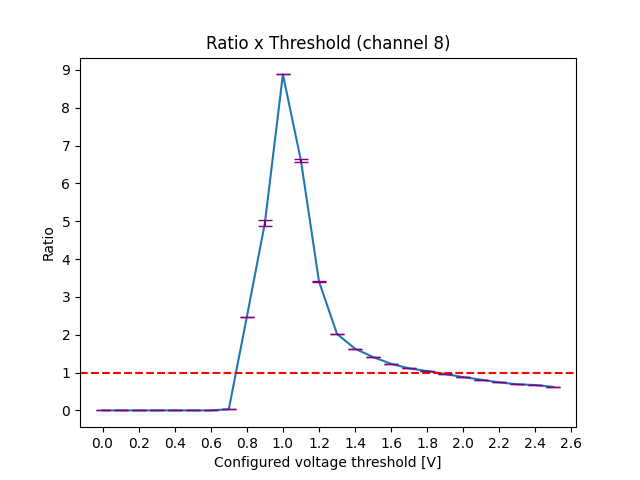 Ratio x Threshold (channel 8)
9
8
7
6
5
4
3
2
1
0
Ratio
0.0 0.2 0.4 0.6 0.8 1.0 1.2 1.4 1.6 1.8 2.0 2.2 2.4 2.6
Configured voltage threshold [V]